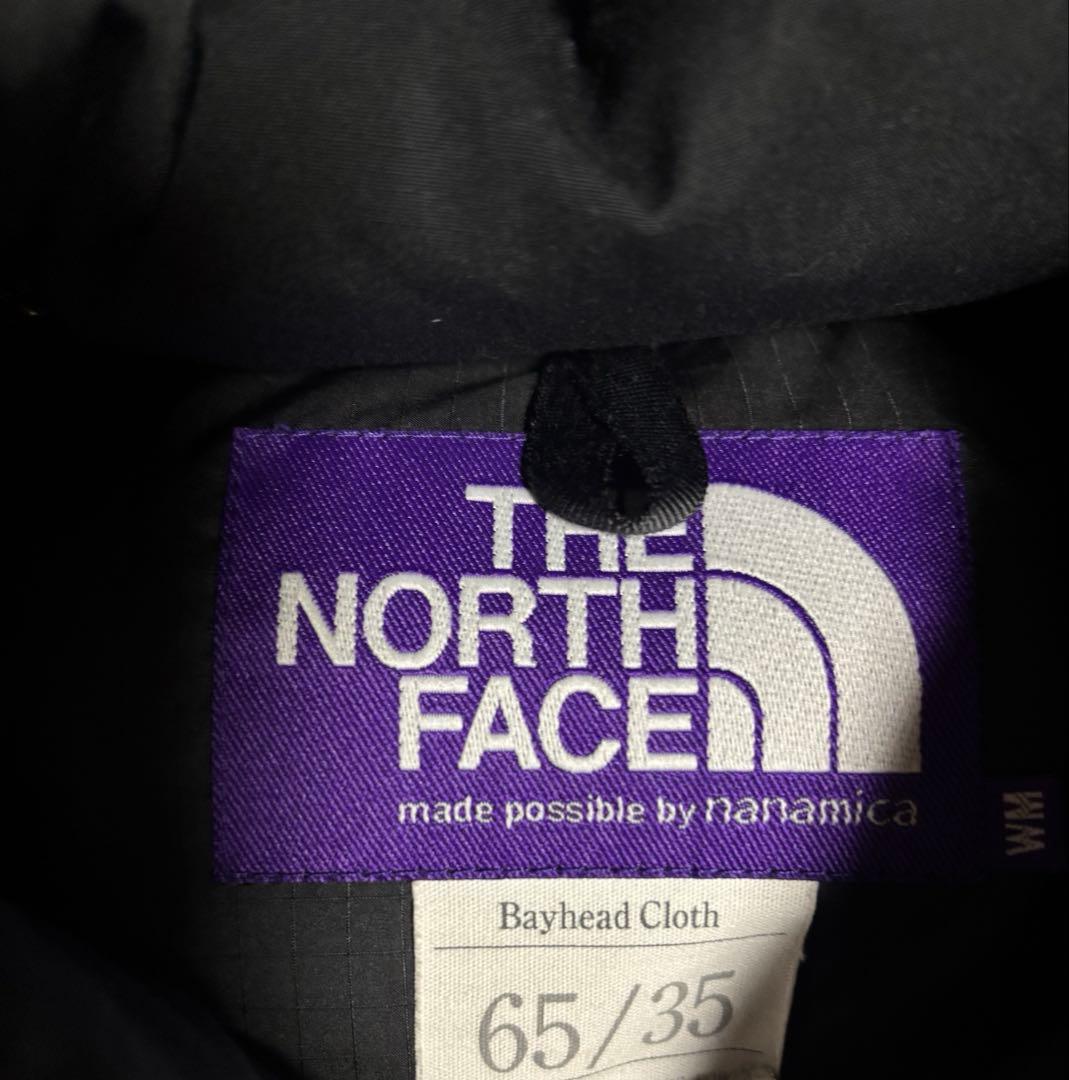 THE
NORTH
FACE
made possible by nanamica
WM
Bayhead Cloth
65/35